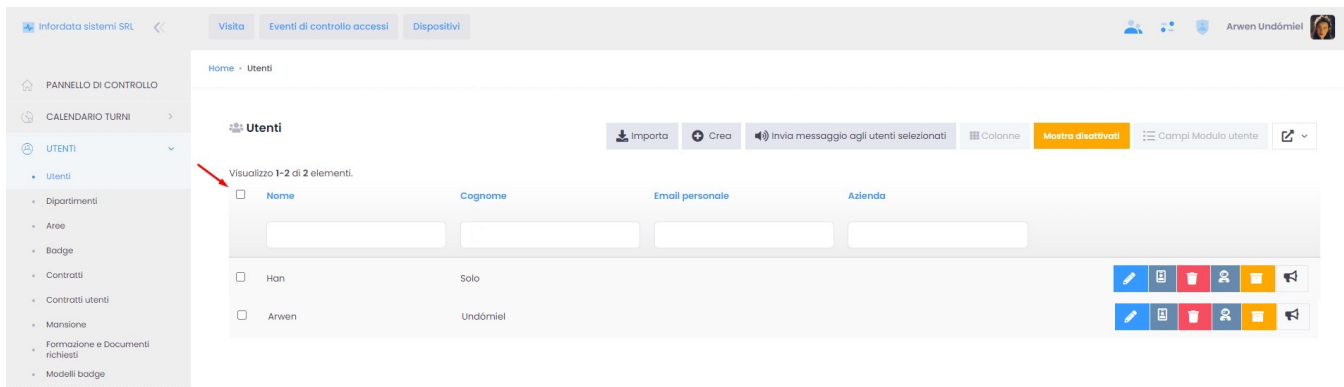 Infordata sistemi SRL
Visita Eventi di controllo accessi Dispositivi
Arwen Undómiel
Home • Utenti
PANNELLO DI CONTROLLO
CALENDARIO TURNI
UTENTI
Utenti
Dipartimenti
Aree
Badge
Contratti
Contratti utenti
Mansione
Formazione e Documenti
richiesti
Modelli badge
Utenti
Importa Crea Invia messaggio agli utenti selezionati Colonne Mostra disattivati Campi Modulo utente
Visualizzo 1-2 di 2 elementi.
Nome Cognome Email personale Azienda
Han Solo
Arwen Undómiel